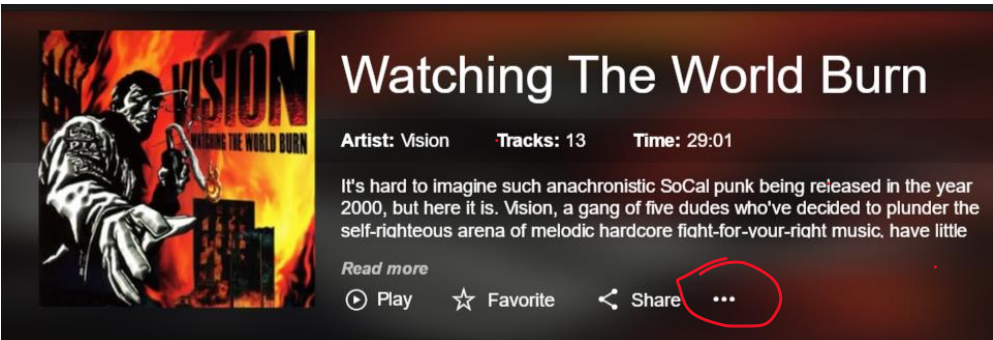 VISION
WATCHING THE WORLD BURN
Watching The World Burn
Artist: Vision Tracks: 13 Time: 29:01
It's hard to imagine such anachronistic SoCal punk being released in the year
2000, but here it is. Vision, a gang of five dudes who've decided to plunder the
self-righteous arena of melodic hardcore fight-for-your-right music, have little
Read more
Play Favorite Share ...